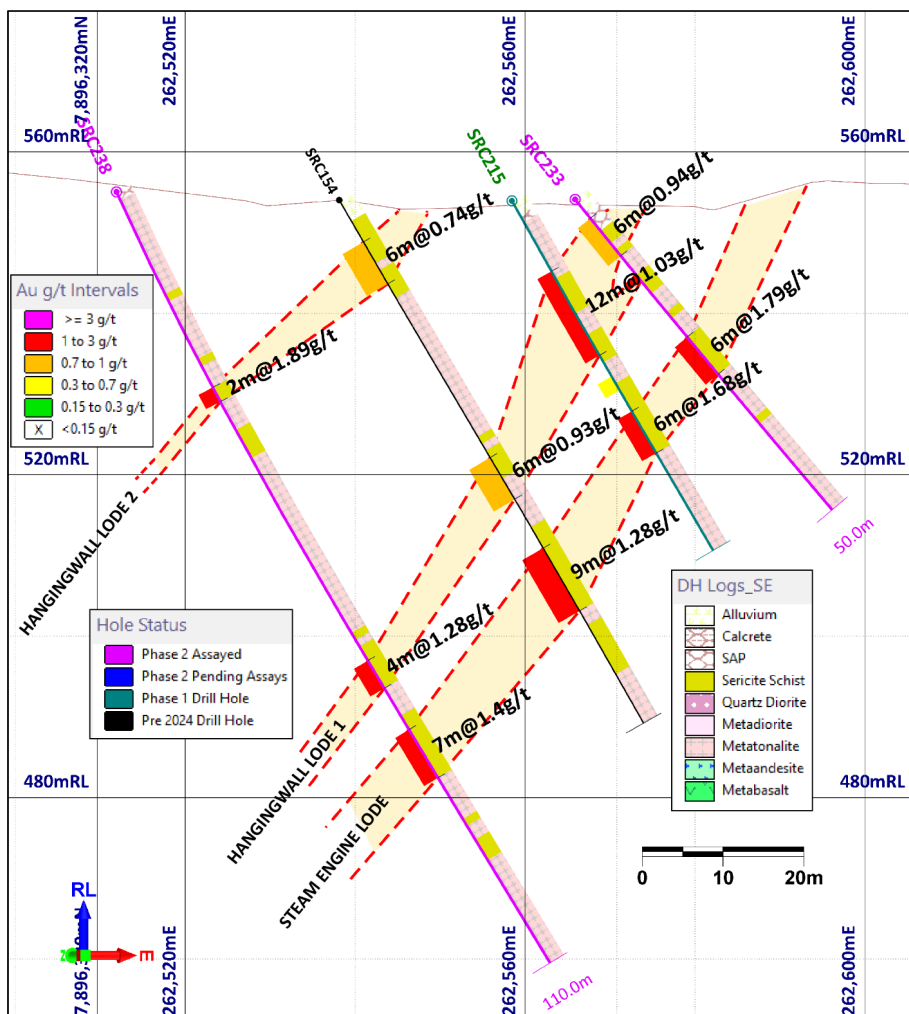 7,896,320mN
262,520mE
262,560mE
262,600mE
560mRL
560mRL
SRC238
SRC154
SRC215
SRC233
6m@0.74g/t
6m@0.94g/t
12m@1.03g/t
6m@1.79g/t
2m@1.89g/t
6m@1.68g/t
6m@0.93g/t
9m@1.28g/t
4m@1.28g/t
7m@1.4g/t
Au g/t Intervals
>= 3 g/t
1 to 3 g/t
0.7 to 1 g/t
0.3 to 0.7 g/t
0.15 to 0.3 g/t
X <0.15 g/t
520mRL
520mRL
HANGINGWALL LODE 2
50.0m
Hole Status
Phase 2 Assayed
Phase 2 Pending Assays
Phase 1 Drill Hole
Pre 2024 Drill Hole
DH Logs_SE
Alluvium
Calcrete
SAP
Sericite Schist
Quartz Diorite
Metadiorite
Metatonalite
Metaandesite
Metabasalt
HANGINGWALL LODE 1
STEAM ENGINE LODE
480mRL
480mRL
0 10 20m
RL
E
262,520mE
262,560mE
262,600mE
110.0m